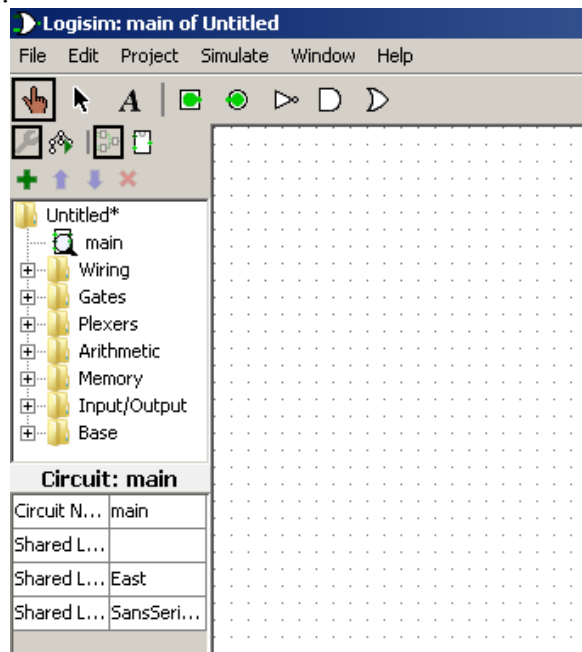 Logisim: main of Untitled
File Edit Project Simulate Window Help
A
Untitled*
main
Wiring
Gates
Plexers
Arithmetic
Memory
Input/Output
Base
Circuit: main
Circuit N... main
Shared L...
Shared L... East
Shared L... SansSeri...